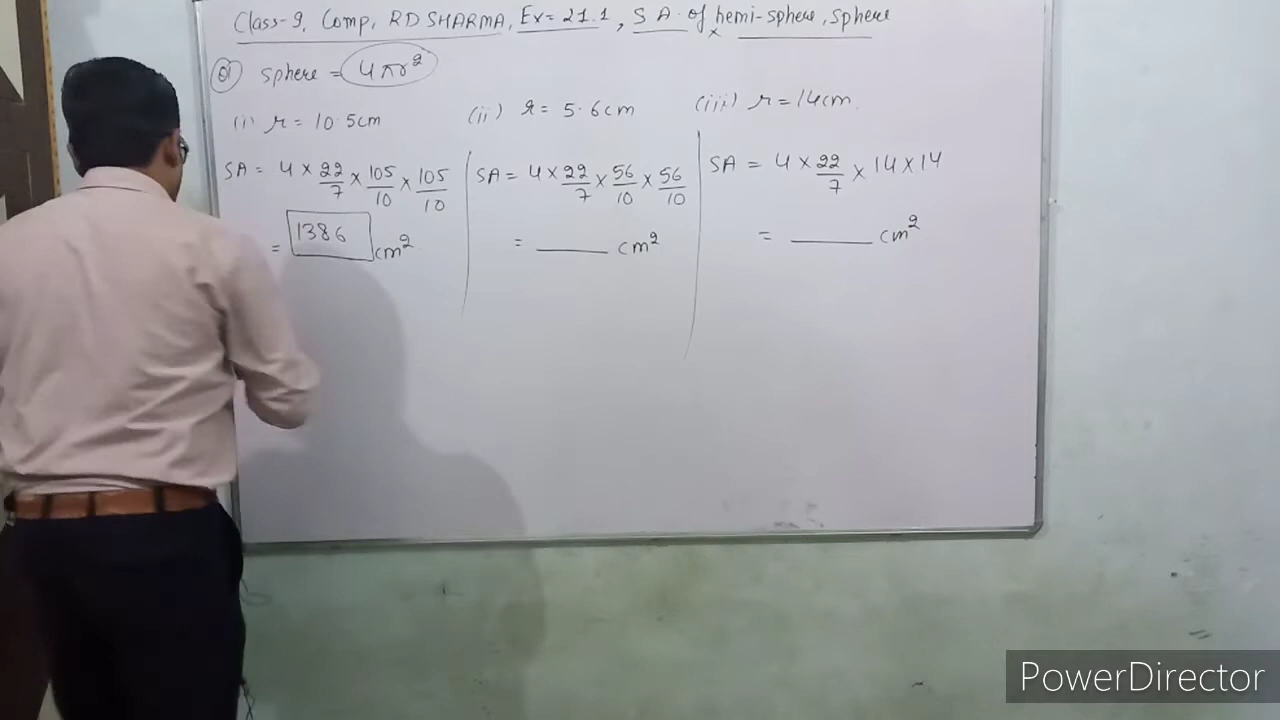 Class-9, Comp, RD SHARMA, Ex=21.1, S A. of hemi-sphere, Sphere
Q1 sphere = 4πr²
(i) r = 10.5cm
(ii) r = 5.6cm
(iii) r = 14cm.
SA = 4 × 22/7 × 105/10 × 105/10
= 1386 cm²
SA = 4 × 22/7 × 56/10 × 56/10
= ____ cm²
SA = 4 × 22/7 × 14 × 14
= ____ cm²
PowerDirector